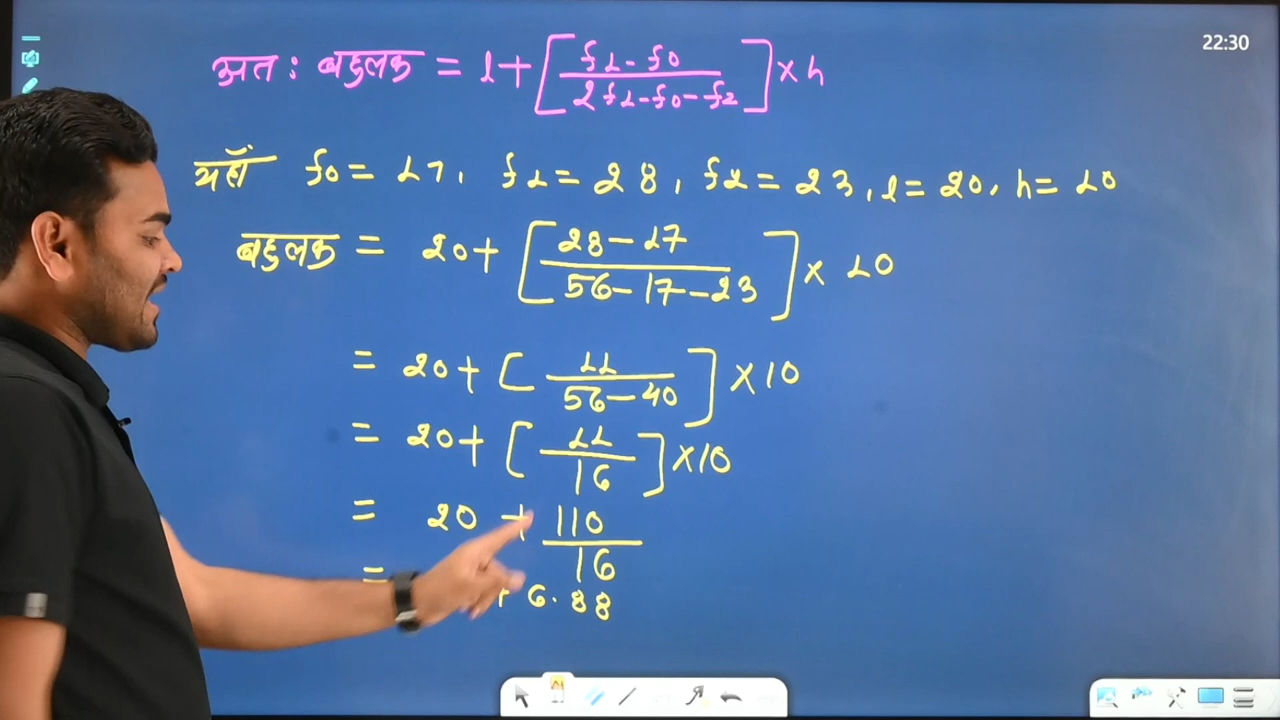 22:30
अतः बहुलक = l + [ (f1 - f0) / (2f1 - f0 - f2) ] × h
यहाँ f0 = 17, f1 = 28, f2 = 23, l = 20, h = 10
बहुलक = 20 + [ (28 - 17) / (56 - 17 - 23) ] × 10
= 20 + [ 11 / (56 - 40) ] × 10
= 20 + [ 11 / 16 ] × 10
= 20 + 110 / 16
= + 6.88